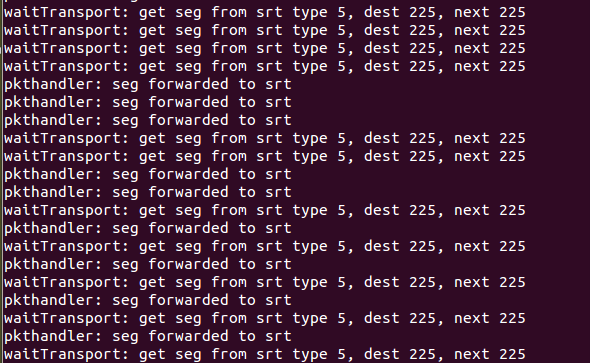 waitTransport: get seg from srt type 5, dest 225, next 225
waitTransport: get seg from srt type 5, dest 225, next 225
waitTransport: get seg from srt type 5, dest 225, next 225
waitTransport: get seg from srt type 5, dest 225, next 225
pkthandler: seg forwarded to srt
pkthandler: seg forwarded to srt
pkthandler: seg forwarded to srt
waitTransport: get seg from srt type 5, dest 225, next 225
waitTransport: get seg from srt type 5, dest 225, next 225
pkthandler: seg forwarded to srt
pkthandler: seg forwarded to srt
waitTransport: get seg from srt type 5, dest 225, next 225
pkthandler: seg forwarded to srt
waitTransport: get seg from srt type 5, dest 225, next 225
pkthandler: seg forwarded to srt
waitTransport: get seg from srt type 5, dest 225, next 225
pkthandler: seg forwarded to srt
waitTransport: get seg from srt type 5, dest 225, next 225
pkthandler: seg forwarded to srt
waitTransport: get seg from srt type 5, dest 225, next 225